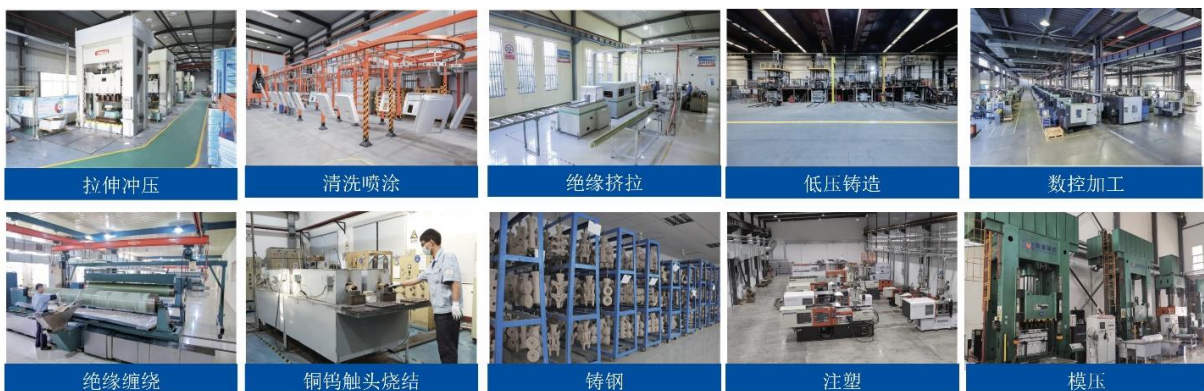 拉伸冲压
清洗喷涂
绝缘挤拉
低压铸造
数控加工
绝缘缠绕
铜钨触头烧结
铸钢
注塑
模压